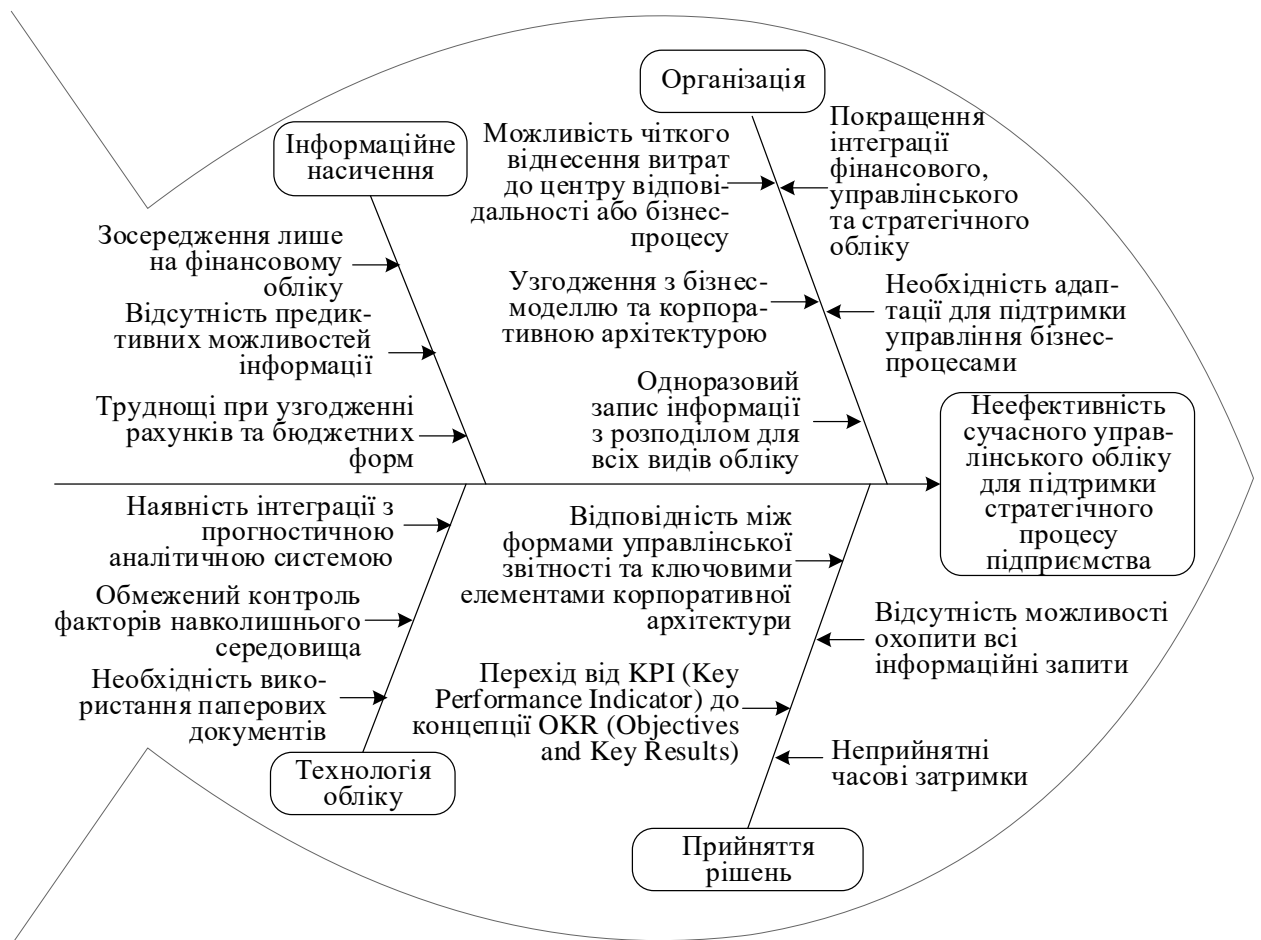 Організація
Можливість чіткого
віднесення витрат
до центру відпові-
дальності або бізнес-
процесу
Покращення
інтеграції
фінансового,
управлінського
та стратегічного
обліку
Узгодження з бізнес-
моделлю та корпора-
тивною архітектурою
Необхідність адап-
тації для підтримки
управління бізнес-
процесами
Одноразовий
запис інформації
з розподілом для
всіх видів обліку
Інформаційне
насичення
Зосередження лише
на фінансовому
обліку
Відсутність предик-
тивних можливостей
інформації
Труднощі при узгодженні
рахунків та бюджетних
форм
Неефективність
сучасного управ-
лінського обліку
для підтримки
стратегічного
процесу
підприємства
Наявність інтеграції з
прогностичною
аналітичною системою
Обмежений контроль
факторів навколишнього
середовища
Необхідність вико-
ристання паперових
документів
Технологія
обліку
Відповідність між
формами управлінської
звітності та ключовими
елементами корпоративної
архітектури
Відсутність можливості
охопити всі
інформаційні запити
Перехід від KPI (Key
Performance Indicator) до
концепції OKR (Objectives
and Key Results)
Неприйнятні
часові затримки
Прийняття
рішень